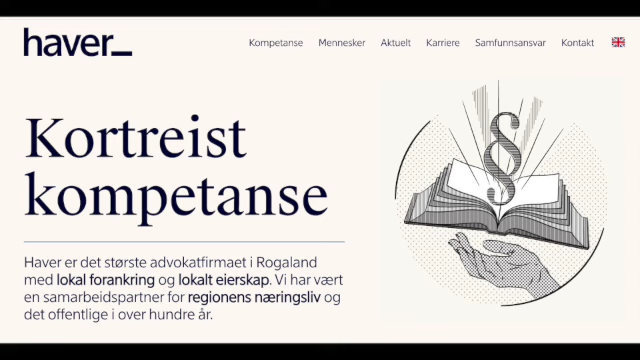 haver_
Kompetanse Mennesker Aktuelt Karriere Samfunnsansvar Kontakt
Kortreist
kompetanse
§
Haver er det største advokatfirmaet i Rogaland
med lokal forankring og lokalt eierskap. Vi har vært
en samarbeidspartner for regionens næringsliv og
det offentlige i over hundre år.